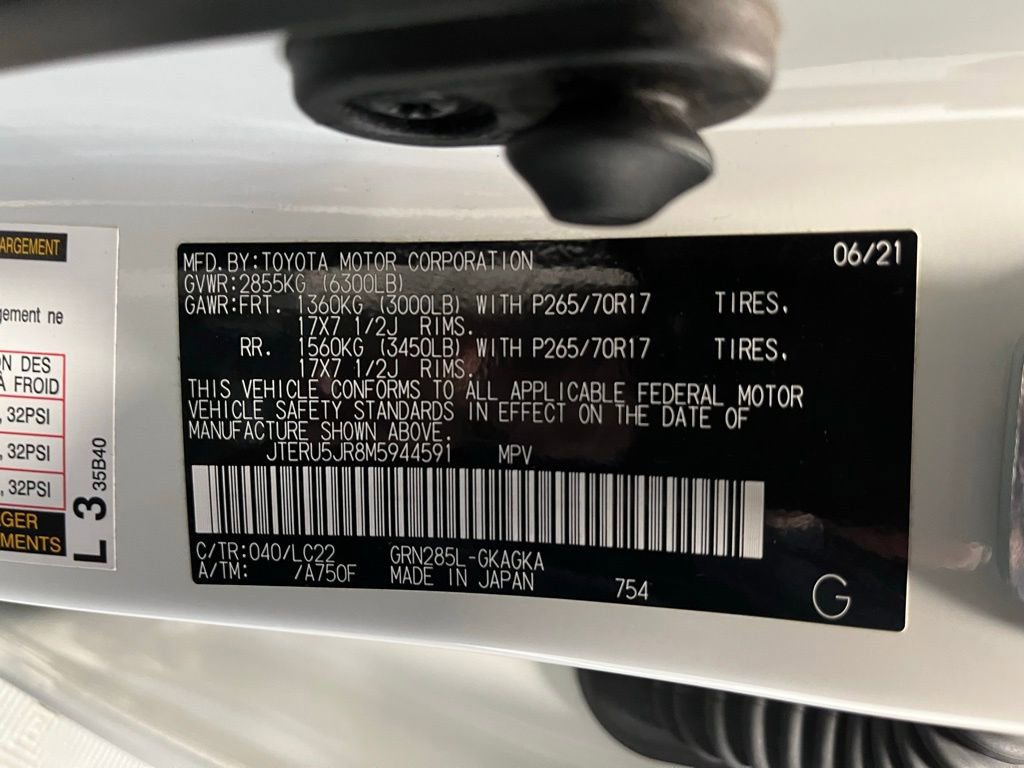 ARGEMENT
gement ne
ON DES
À FROID
, 32PSI
, 32PSI
, 32PSI
GER
EMENTS
L 3 35B40
MFD.BY:TOYOTA MOTOR CORPORATION 06/21
GVWR:2855KG (6300LB)
GAWR:FRT. 1360KG (3000LB) WITH P265/70R17 TIRES.
17X7 1/2J RIMS.
RR. 1560KG (3450LB) WITH P265/70R17 TIRES.
17X7 1/2J RIMS.
THIS VEHICLE CONFORMS TO ALL APPLICABLE FEDERAL MOTOR
VEHICLE SAFETY STANDARDS IN EFFECT ON THE DATE OF
MANUFACTURE SHOWN ABOVE.
JTERU5JR8M5944591 MPV
C/TR:040/LC22 GRN285L-GKAGKA
A/TM: /A750F MADE IN JAPAN 754
G